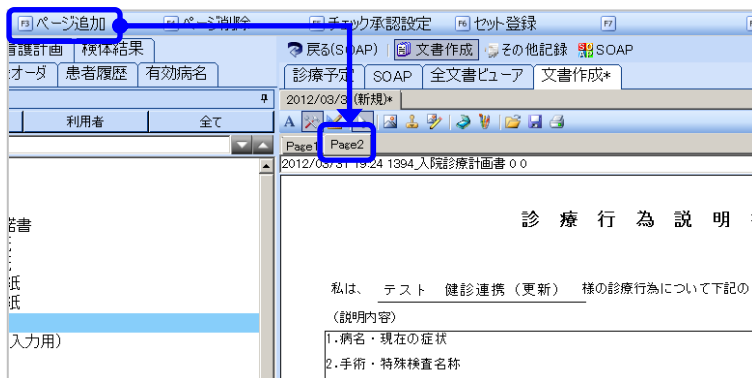 F3 ページ追加 F4 ページ削除 F5 チェック承認設定 F6 セット登録 F7
看護計画 検体結果 戻る(SOAP) 文書作成 その他記録 SOAP
オーダ 患者履歴 有効病名 診療予定 SOAP 全文書ビューア 文書作成*
2012/03/3 (新規)*
利用者 全て
Page1 Page2
2012/03/31 19:24 1394_入院診療計画書 0 0
診 療 行 為 説 明
諾書
私は、 テスト 健診連携（更新） 様の診療行為について下記の
紙
紙
（説明内容）
1.病名・現在の症状
入力用）
2.手術・特殊検査名称